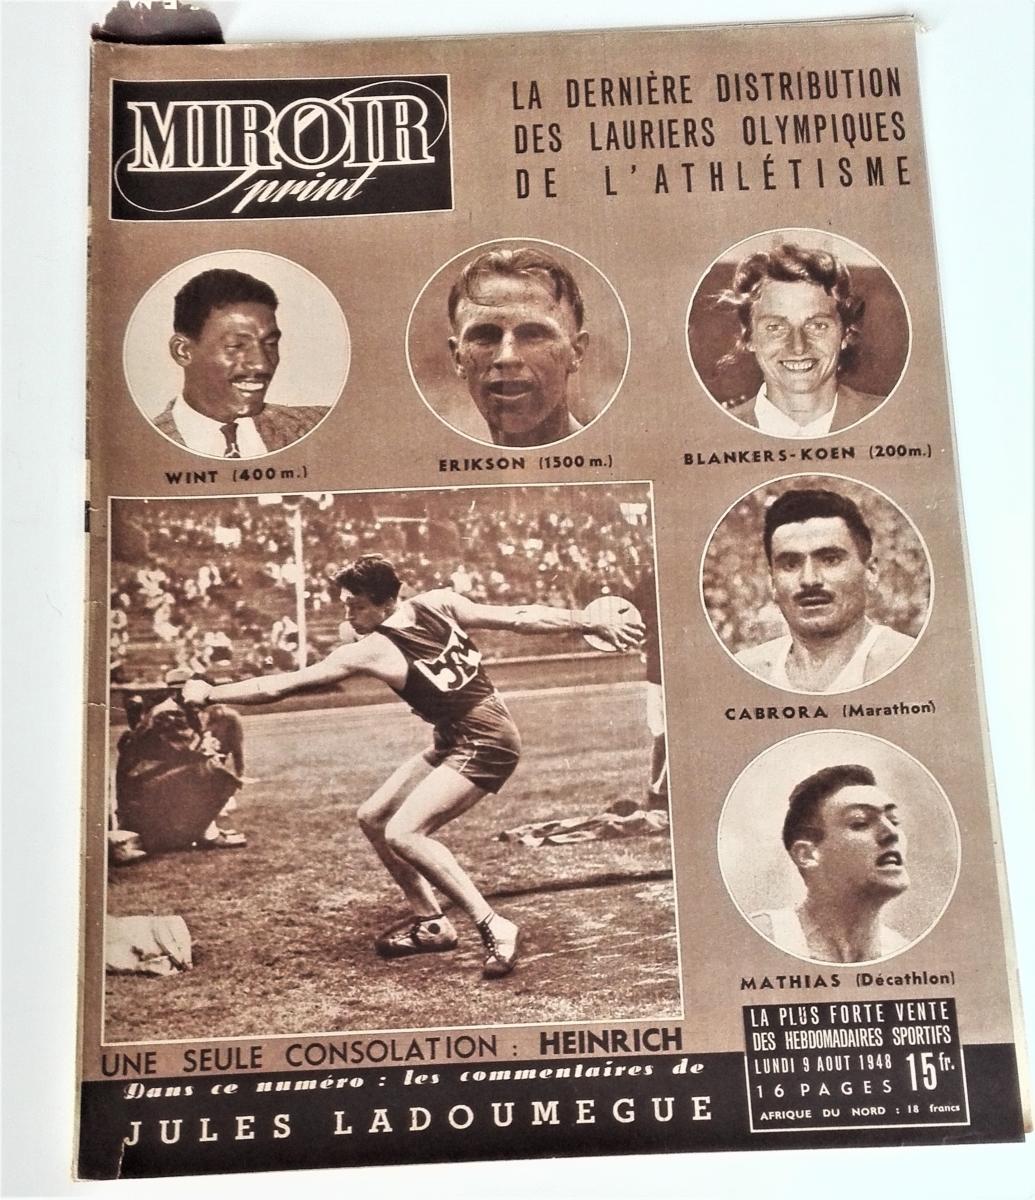 MIROIR
sprint
LA DERNIÈRE DISTRIBUTION
DES LAURIERS OLYMPIQUES
DE L'ATHLÉTISME
WINT (400 m.)
ERIKSON (1500 m.)
BLANKERS-KOEN (200m.)
CABRORA (Marathon)
MATHIAS (Décathlon)
UNE SEULE CONSOLATION : HEINRICH
Dans ce numéro : les commentaires de
JULES LADOUMEGUE
LA PLUS FORTE VENTE
DES HEBDOMADAIRES SPORTIFS
LUNDI 9 AOUT 1948
16 PAGES
15 fr.
AFRIQUE DU NORD : 18 francs